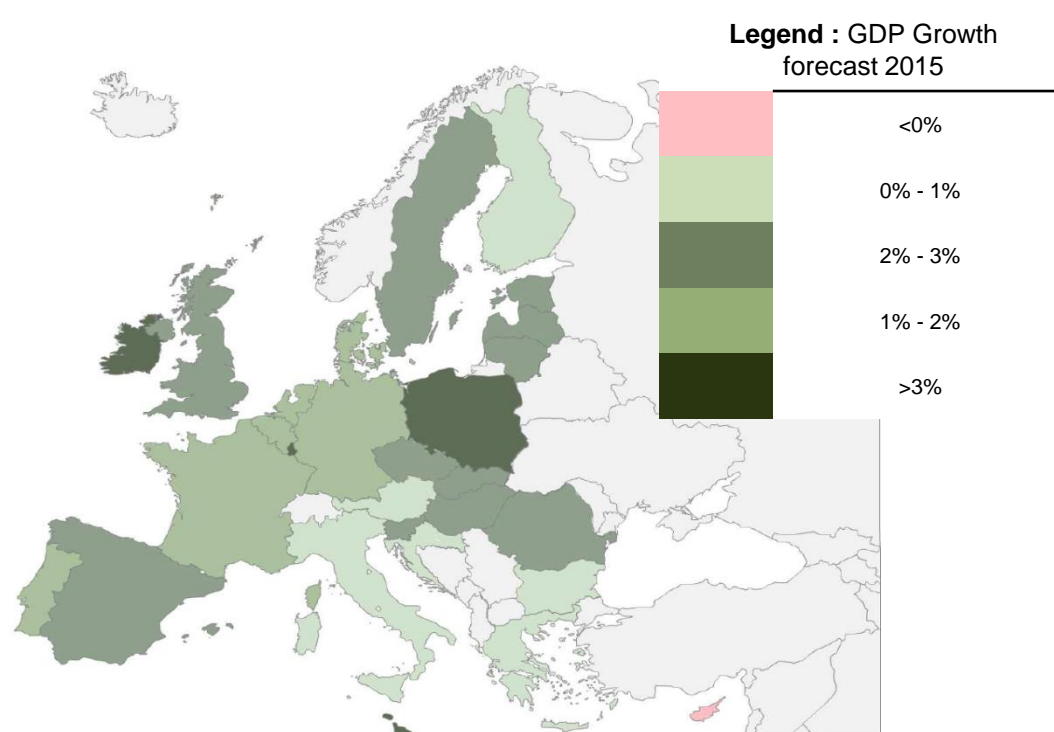 Legend : GDP Growth
forecast 2015
<0%
0% - 1%
2% - 3%
1% - 2%
>3%